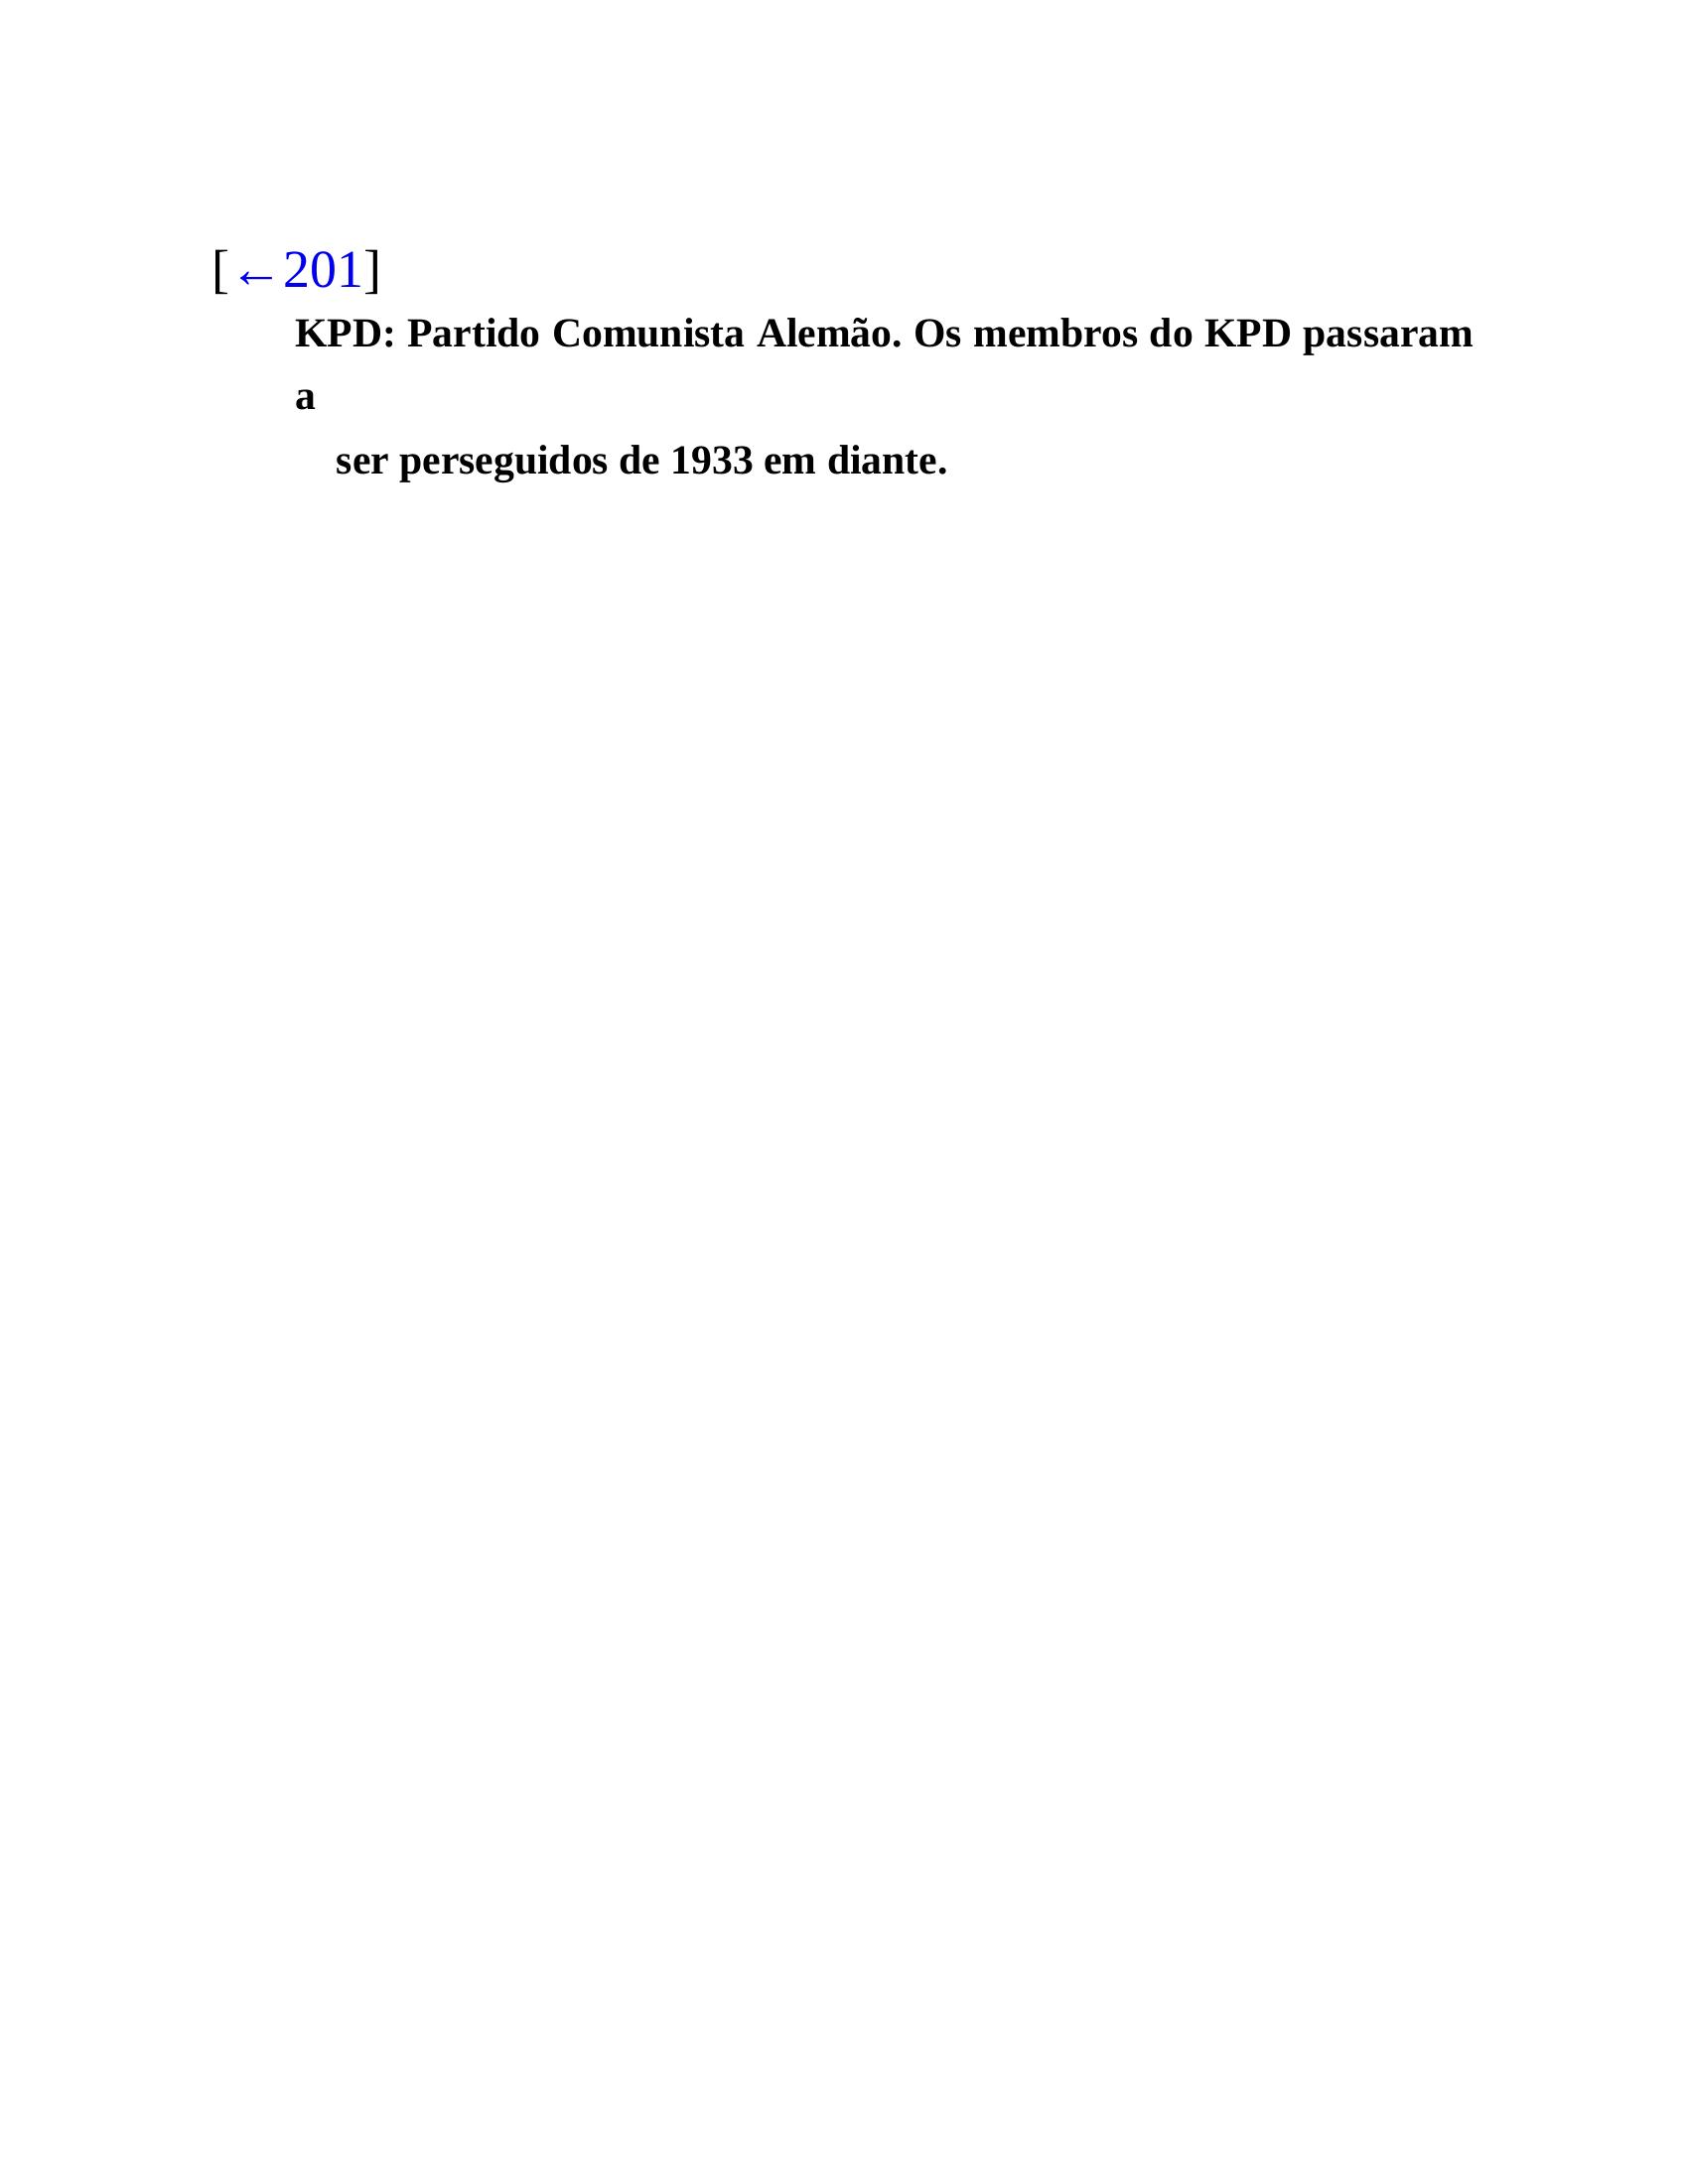 [←201]
KPD: Partido Comunista Alemão. Os membros do KPD passaram
a
ser perseguidos de 1933 em diante.